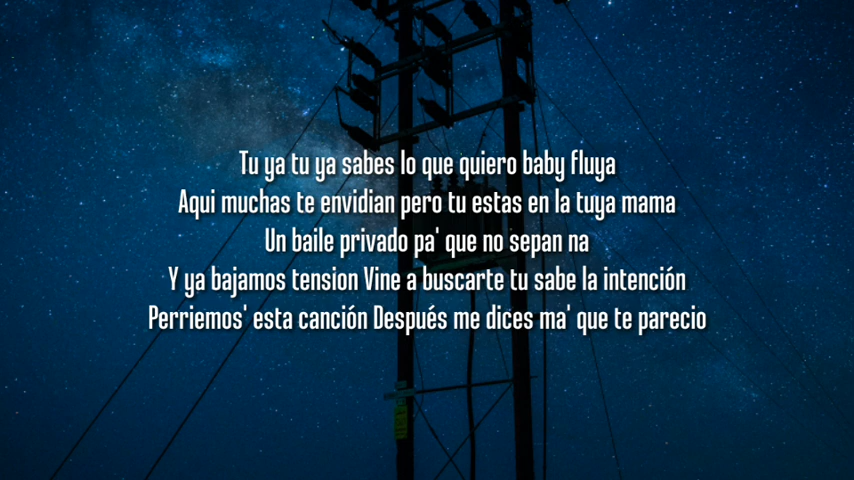 Tu ya tu ya sabes lo que quiero baby fluya
Aqui muchas te envidian pero tu estas en la tuya mama
Un baile privado pa' que no sepan na
Y ya bajamos tension Vine a buscarte tu sabe la intención
Perriemos' esta canción Después me dices ma' que te parecio